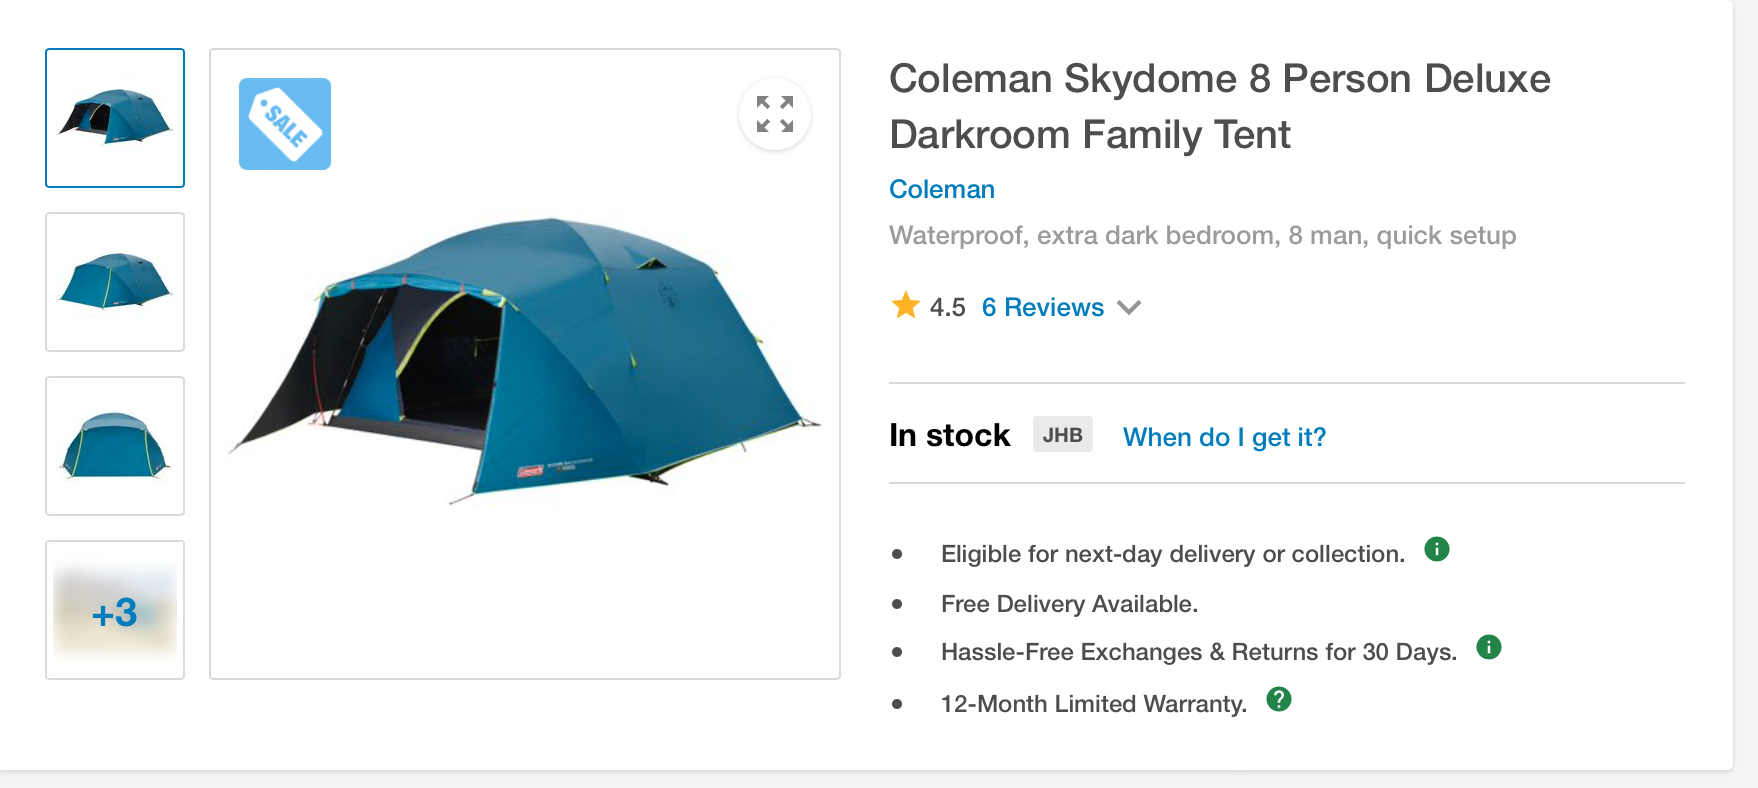 SALE
+3
Coleman
Coleman Skydome 8 Person Deluxe
Darkroom Family Tent
Coleman
Waterproof, extra dark bedroom, 8 man, quick setup
4.5 6 Reviews
In stock JHB When do I get it?
• Eligible for next-day delivery or collection.
• Free Delivery Available.
• Hassle-Free Exchanges & Returns for 30 Days.
• 12-Month Limited Warranty.